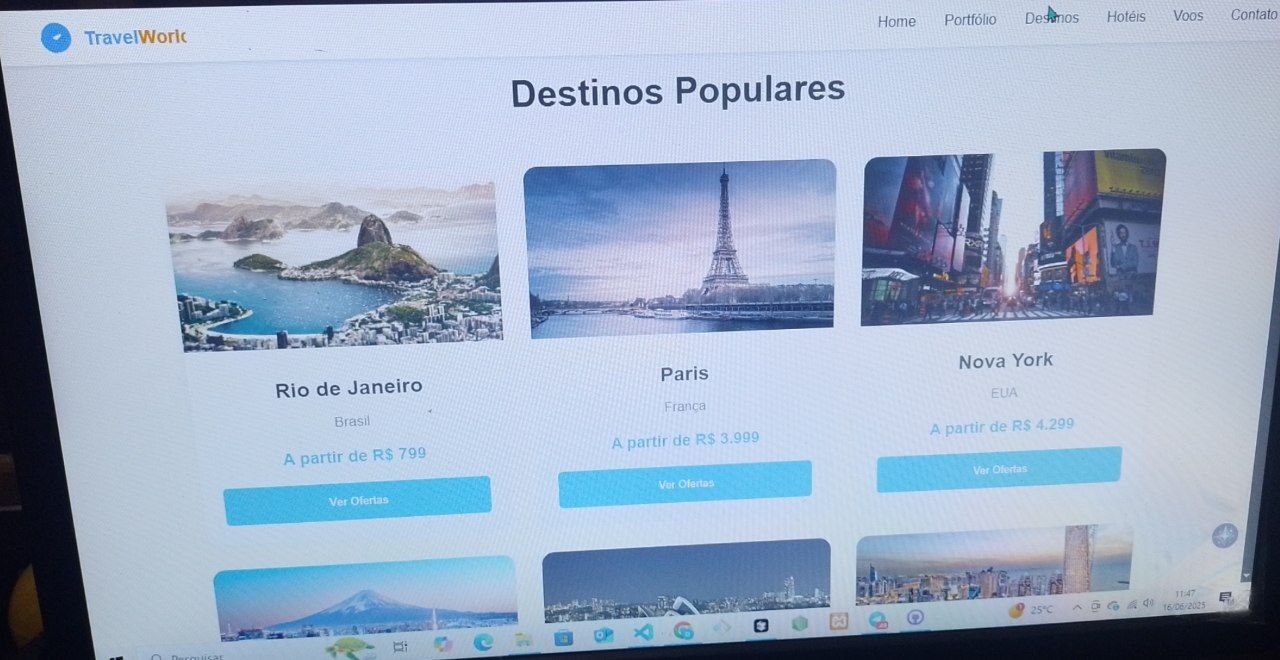 TravelWorld
Home Portfólio Destinos Hotéis Voos Contato
Destinos Populares
Rio de Janeiro
Brasil
A partir de R$ 799
Ver Ofertas
Paris
França
A partir de R$ 3.999
Ver Ofertas
Nova York
EUA
A partir de R$ 4.299
Ver Ofertas
Pesquisar
25°C
11:47
16/06/2025